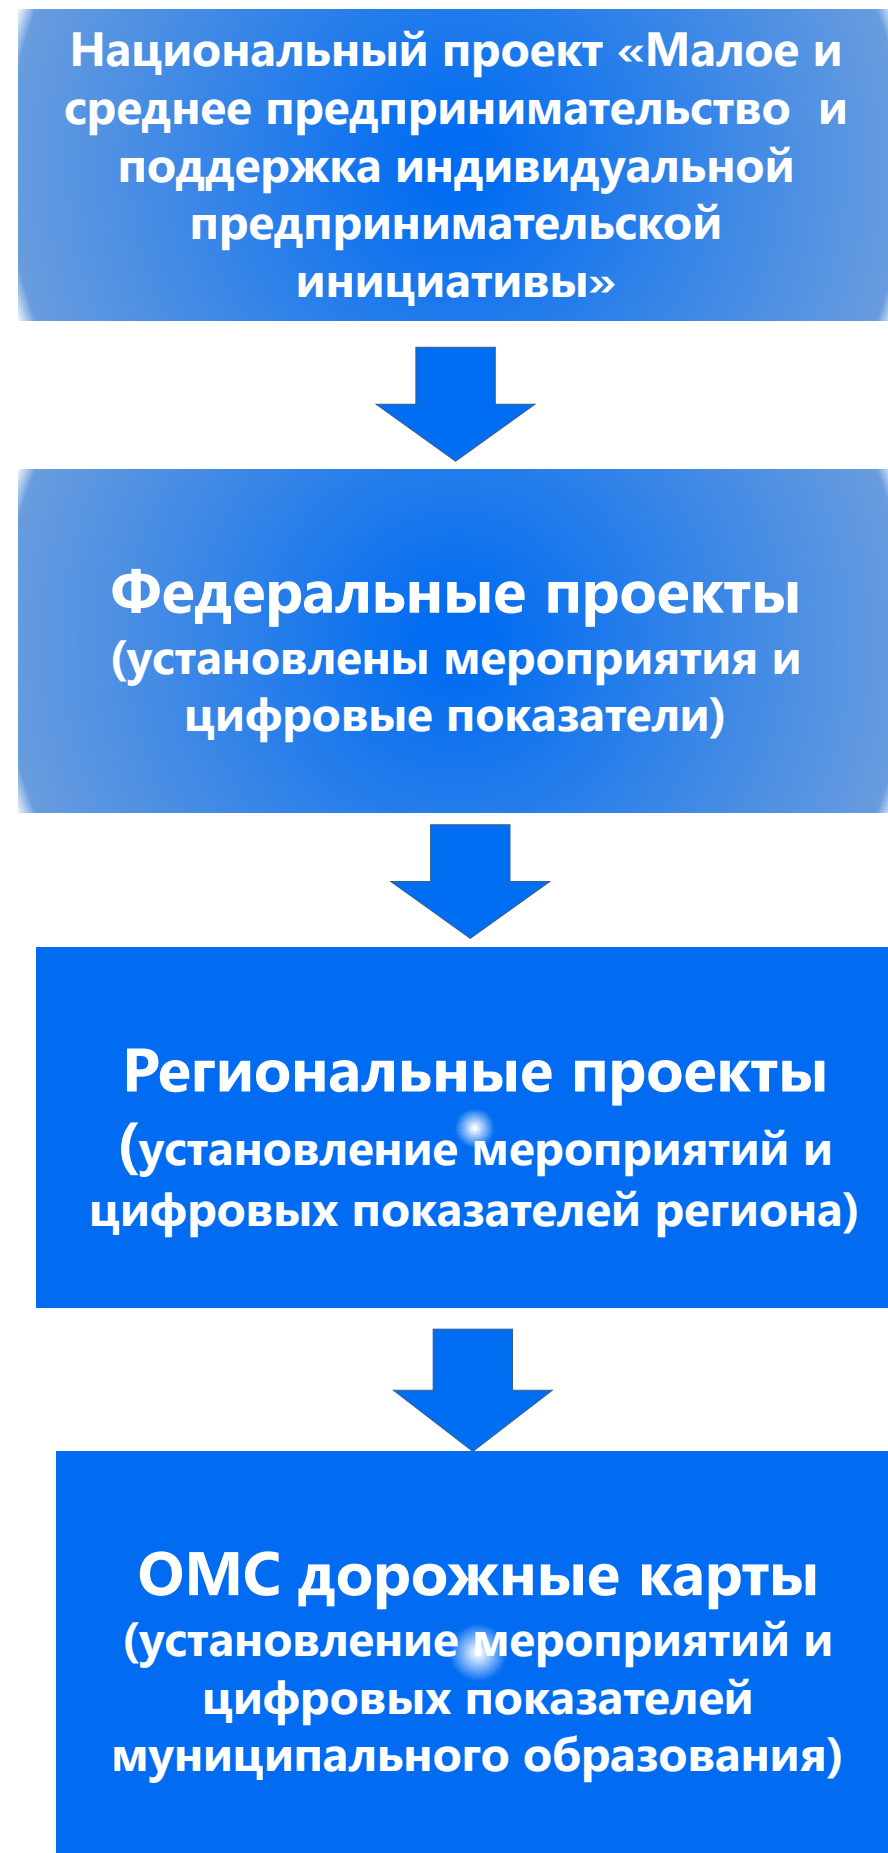 Национальный проект «Малое и
среднее предпринимательство  и
поддержка индивидуальной
предпринимательской
инициативы»
Федеральные проекты
(установлены мероприятия и
цифровые показатели)
Региональные проекты
(установление мероприятий и
цифровых показателей региона)
ОМС дорожные карты
(установление мероприятий и
цифровых показателей
муниципального образования)